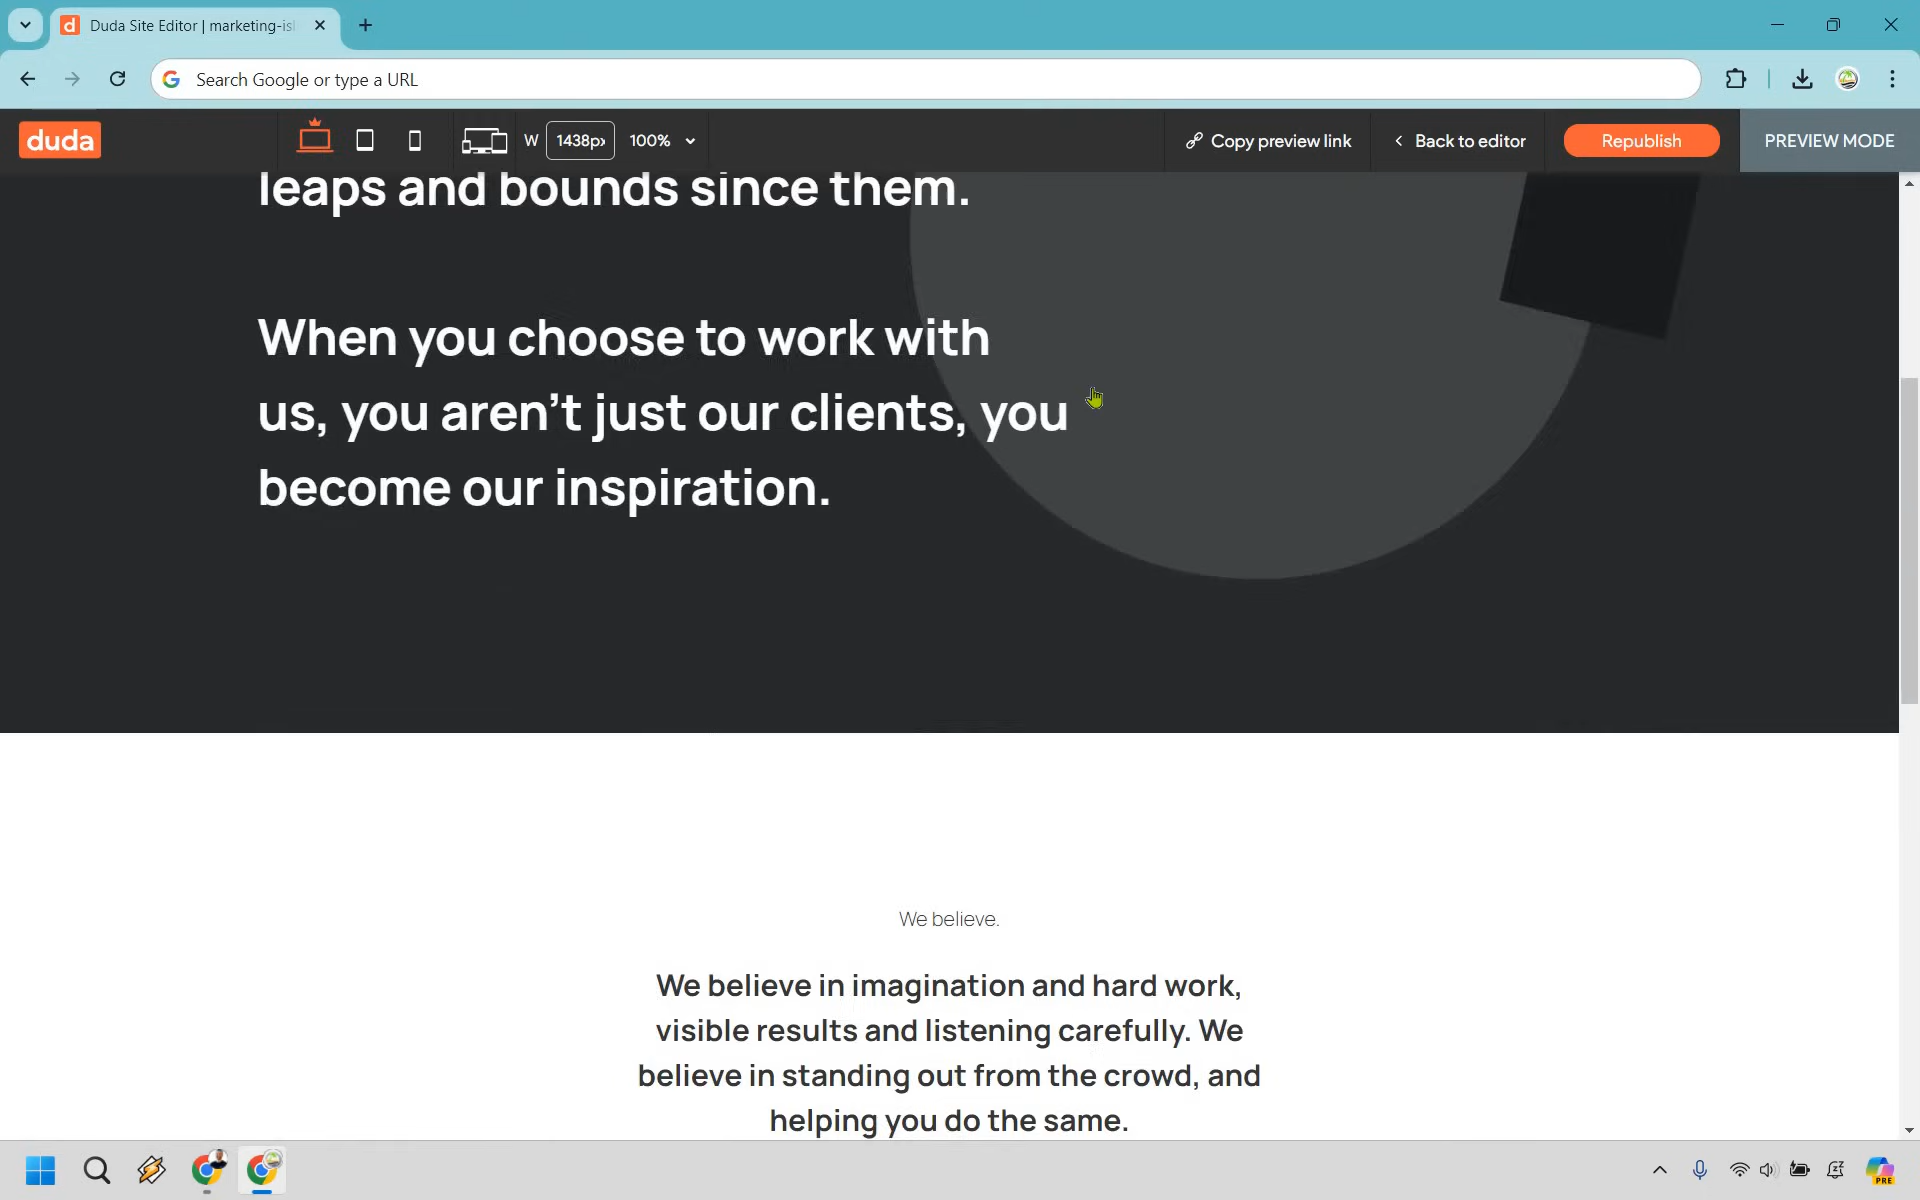 Duda Site Editor | marketing-isl
Search Google or type a URL
duda
W 1438px 100%
Copy preview link
Back to editor
Republish
PREVIEW MODE
leaps and bounds since them.
When you choose to work with
us, you aren't just our clients, you
become our inspiration.
We believe.
We believe in imagination and hard work,
visible results and listening carefully. We
believe in standing out from the crowd, and
helping you do the same.
PRE